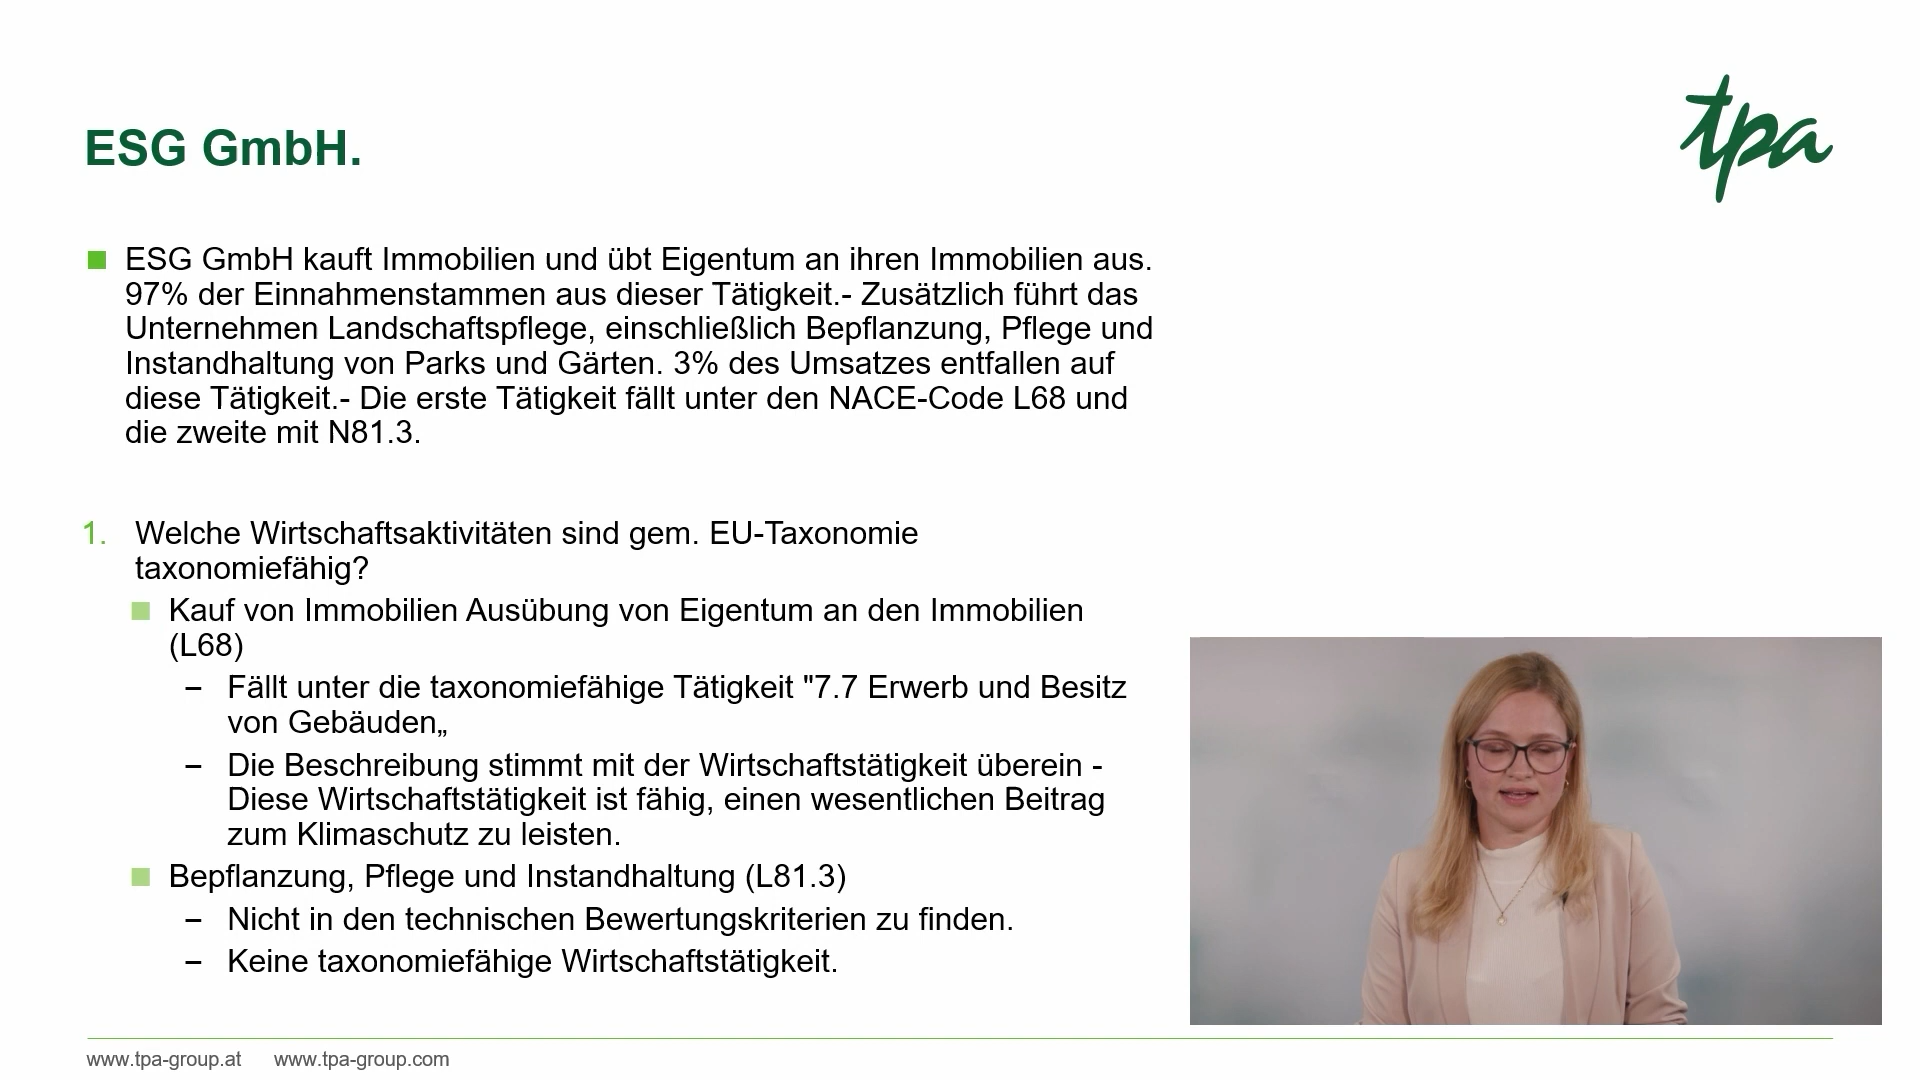 tpa
ESG GmbH.
■ ESG GmbH kauft Immobilien und übt Eigentum an ihren Immobilien aus.
97% der Einnahmenstammen aus dieser Tätigkeit.- Zusätzlich führt das
Unternehmen Landschaftspflege, einschließlich Bepflanzung, Pflege und
Instandhaltung von Parks und Gärten. 3% des Umsatzes entfallen auf
diese Tätigkeit.- Die erste Tätigkeit fällt unter den NACE-Code L68 und
die zweite mit N81.3.
1. Welche Wirtschaftsaktivitäten sind gem. EU-Taxonomie
taxonomiefähig?
■ Kauf von Immobilien Ausübung von Eigentum an den Immobilien
(L68)
– Fällt unter die taxonomiefähige Tätigkeit "7.7 Erwerb und Besitz
von Gebäuden„
– Die Beschreibung stimmt mit der Wirtschaftstätigkeit überein -
Diese Wirtschaftstätigkeit ist fähig, einen wesentlichen Beitrag
zum Klimaschutz zu leisten.
■ Bepflanzung, Pflege und Instandhaltung (L81.3)
– Nicht in den technischen Bewertungskriterien zu finden.
– Keine taxonomiefähige Wirtschaftstätigkeit.
www.tpa-group.at www.tpa-group.com